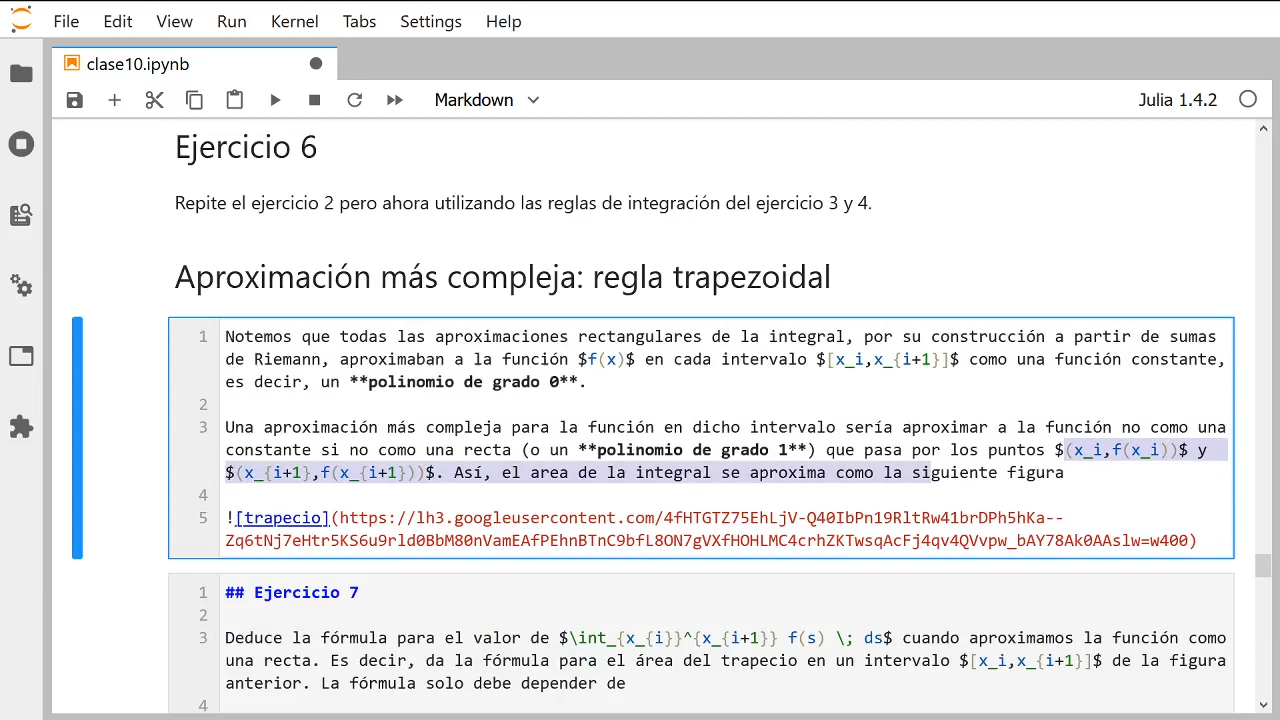 File Edit View Run Kernel Tabs Settings Help
clase10.ipynb
Markdown
Julia 1.4.2
Ejercicio 6
Repite el ejercicio 2 pero ahora utilizando las reglas de integración del ejercicio 3 y 4.
Aproximación más compleja: regla trapezoidal
1 Notemos que todas las aproximaciones rectangulares de la integral, por su construcción a partir de sumas
de Riemann, aproximaban a la función $f(x)$ en cada intervalo $[x_i,x_{i+1}]$ como una función constante,
es decir, un **polinomio de grado 0**.
2
3 Una aproximación más compleja para la función en dicho intervalo sería aproximar a la función no como una
constante si no como una recta (o un **polinomio de grado 1**) que pasa por los puntos $(x_i,f(x_i))$ y
$(x_{i+1},f(x_{i+1}))$. Así, el area de la integral se aproxima como la siguiente figura
4
5 ![trapecio](https://lh3.googleusercontent.com/4fHTGTZ75EhLjV-Q40IbPn19RltRw41brDPh5hKa--
Zq6tNj7eHtr5KS6u9rld0BbM80nVamEAfPEhnBTnC9bfL8ON7gVXfHOHLMC4crhZKTwsqAcFj4qv4QVvpw_bAY78Ak0AAslw=w400)
1 ## Ejercicio 7
2
3 Deduce la fórmula para el valor de $\int_{x_{i}}^{x_{i+1}} f(s) \; ds$ cuando aproximamos la función como
una recta. Es decir, da la fórmula para el área del trapecio en un intervalo $[x_i,x_{i+1}]$ de la figura
anterior. La fórmula solo debe depender de
4